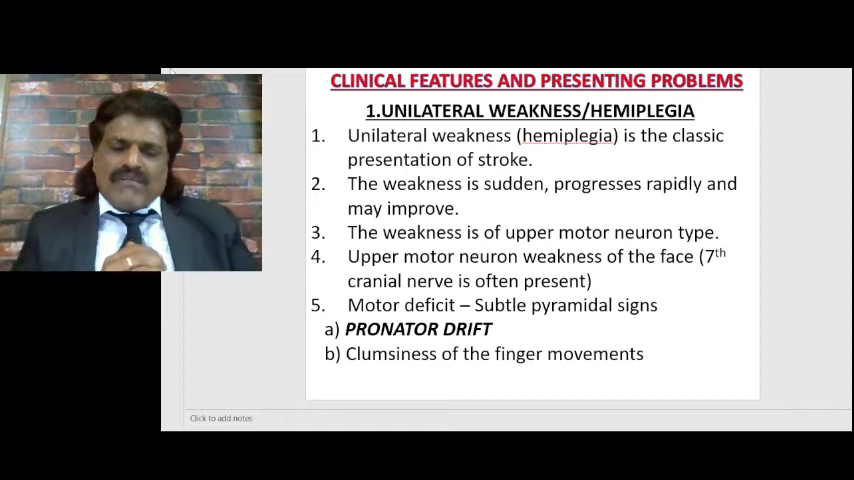 CLINICAL FEATURES AND PRESENTING PROBLEMS
1.UNILATERAL WEAKNESS/HEMIPLEGIA
1. Unilateral weakness (hemiplegia) is the classic
presentation of stroke.
2. The weakness is sudden, progresses rapidly and
may improve.
3. The weakness is of upper motor neuron type.
4. Upper motor neuron weakness of the face (7th
cranial nerve is often present)
5. Motor deficit – Subtle pyramidal signs
a) PRONATOR DRIFT
b) Clumsiness of the finger movements
Click to add notes